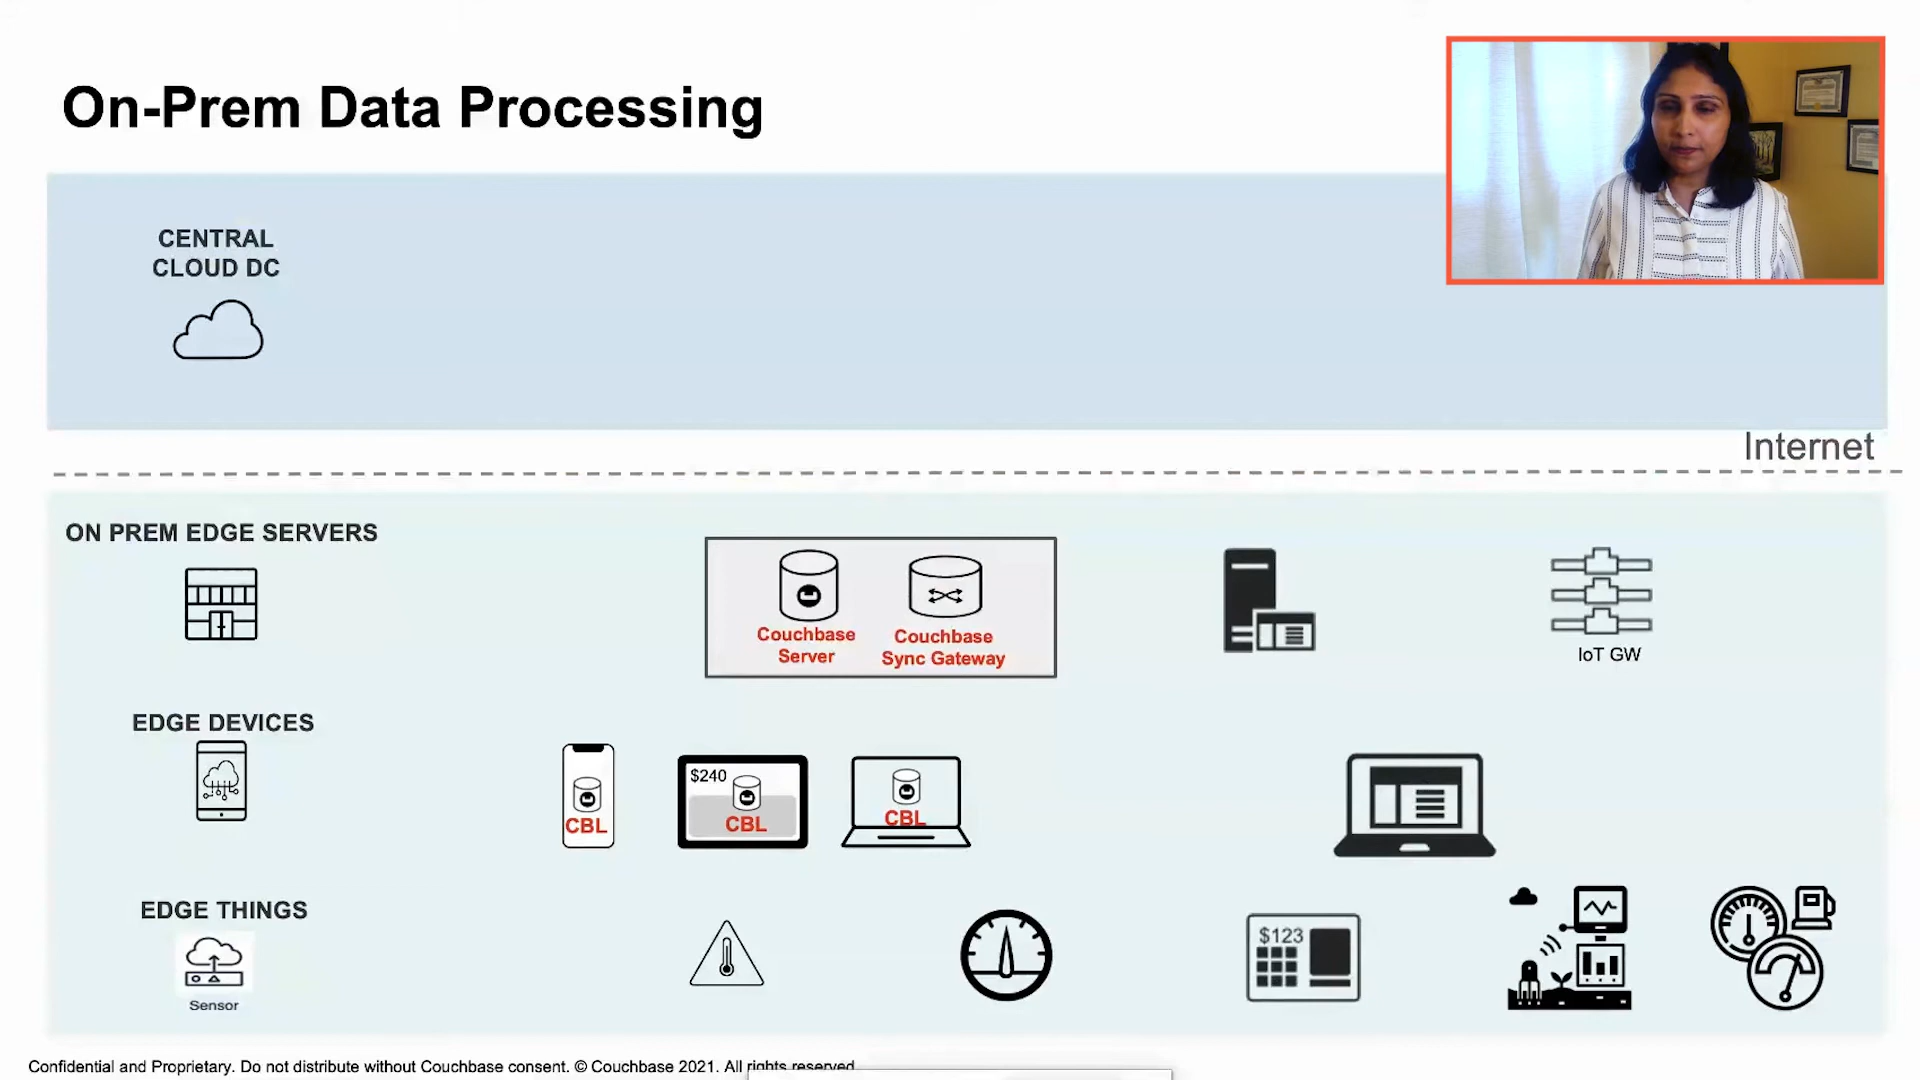 On-Prem Data Processing
CENTRAL
CLOUD DC
Internet
ON PREM EDGE SERVERS
Couchbase
Server
Couchbase
Sync Gateway
IoT GW
EDGE DEVICES
CBL
$240
CBL
CBL
EDGE THINGS
Sensor
$123
Confidential and Proprietary. Do not distribute without Couchbase consent. © Couchbase 2021. All rights reserved.